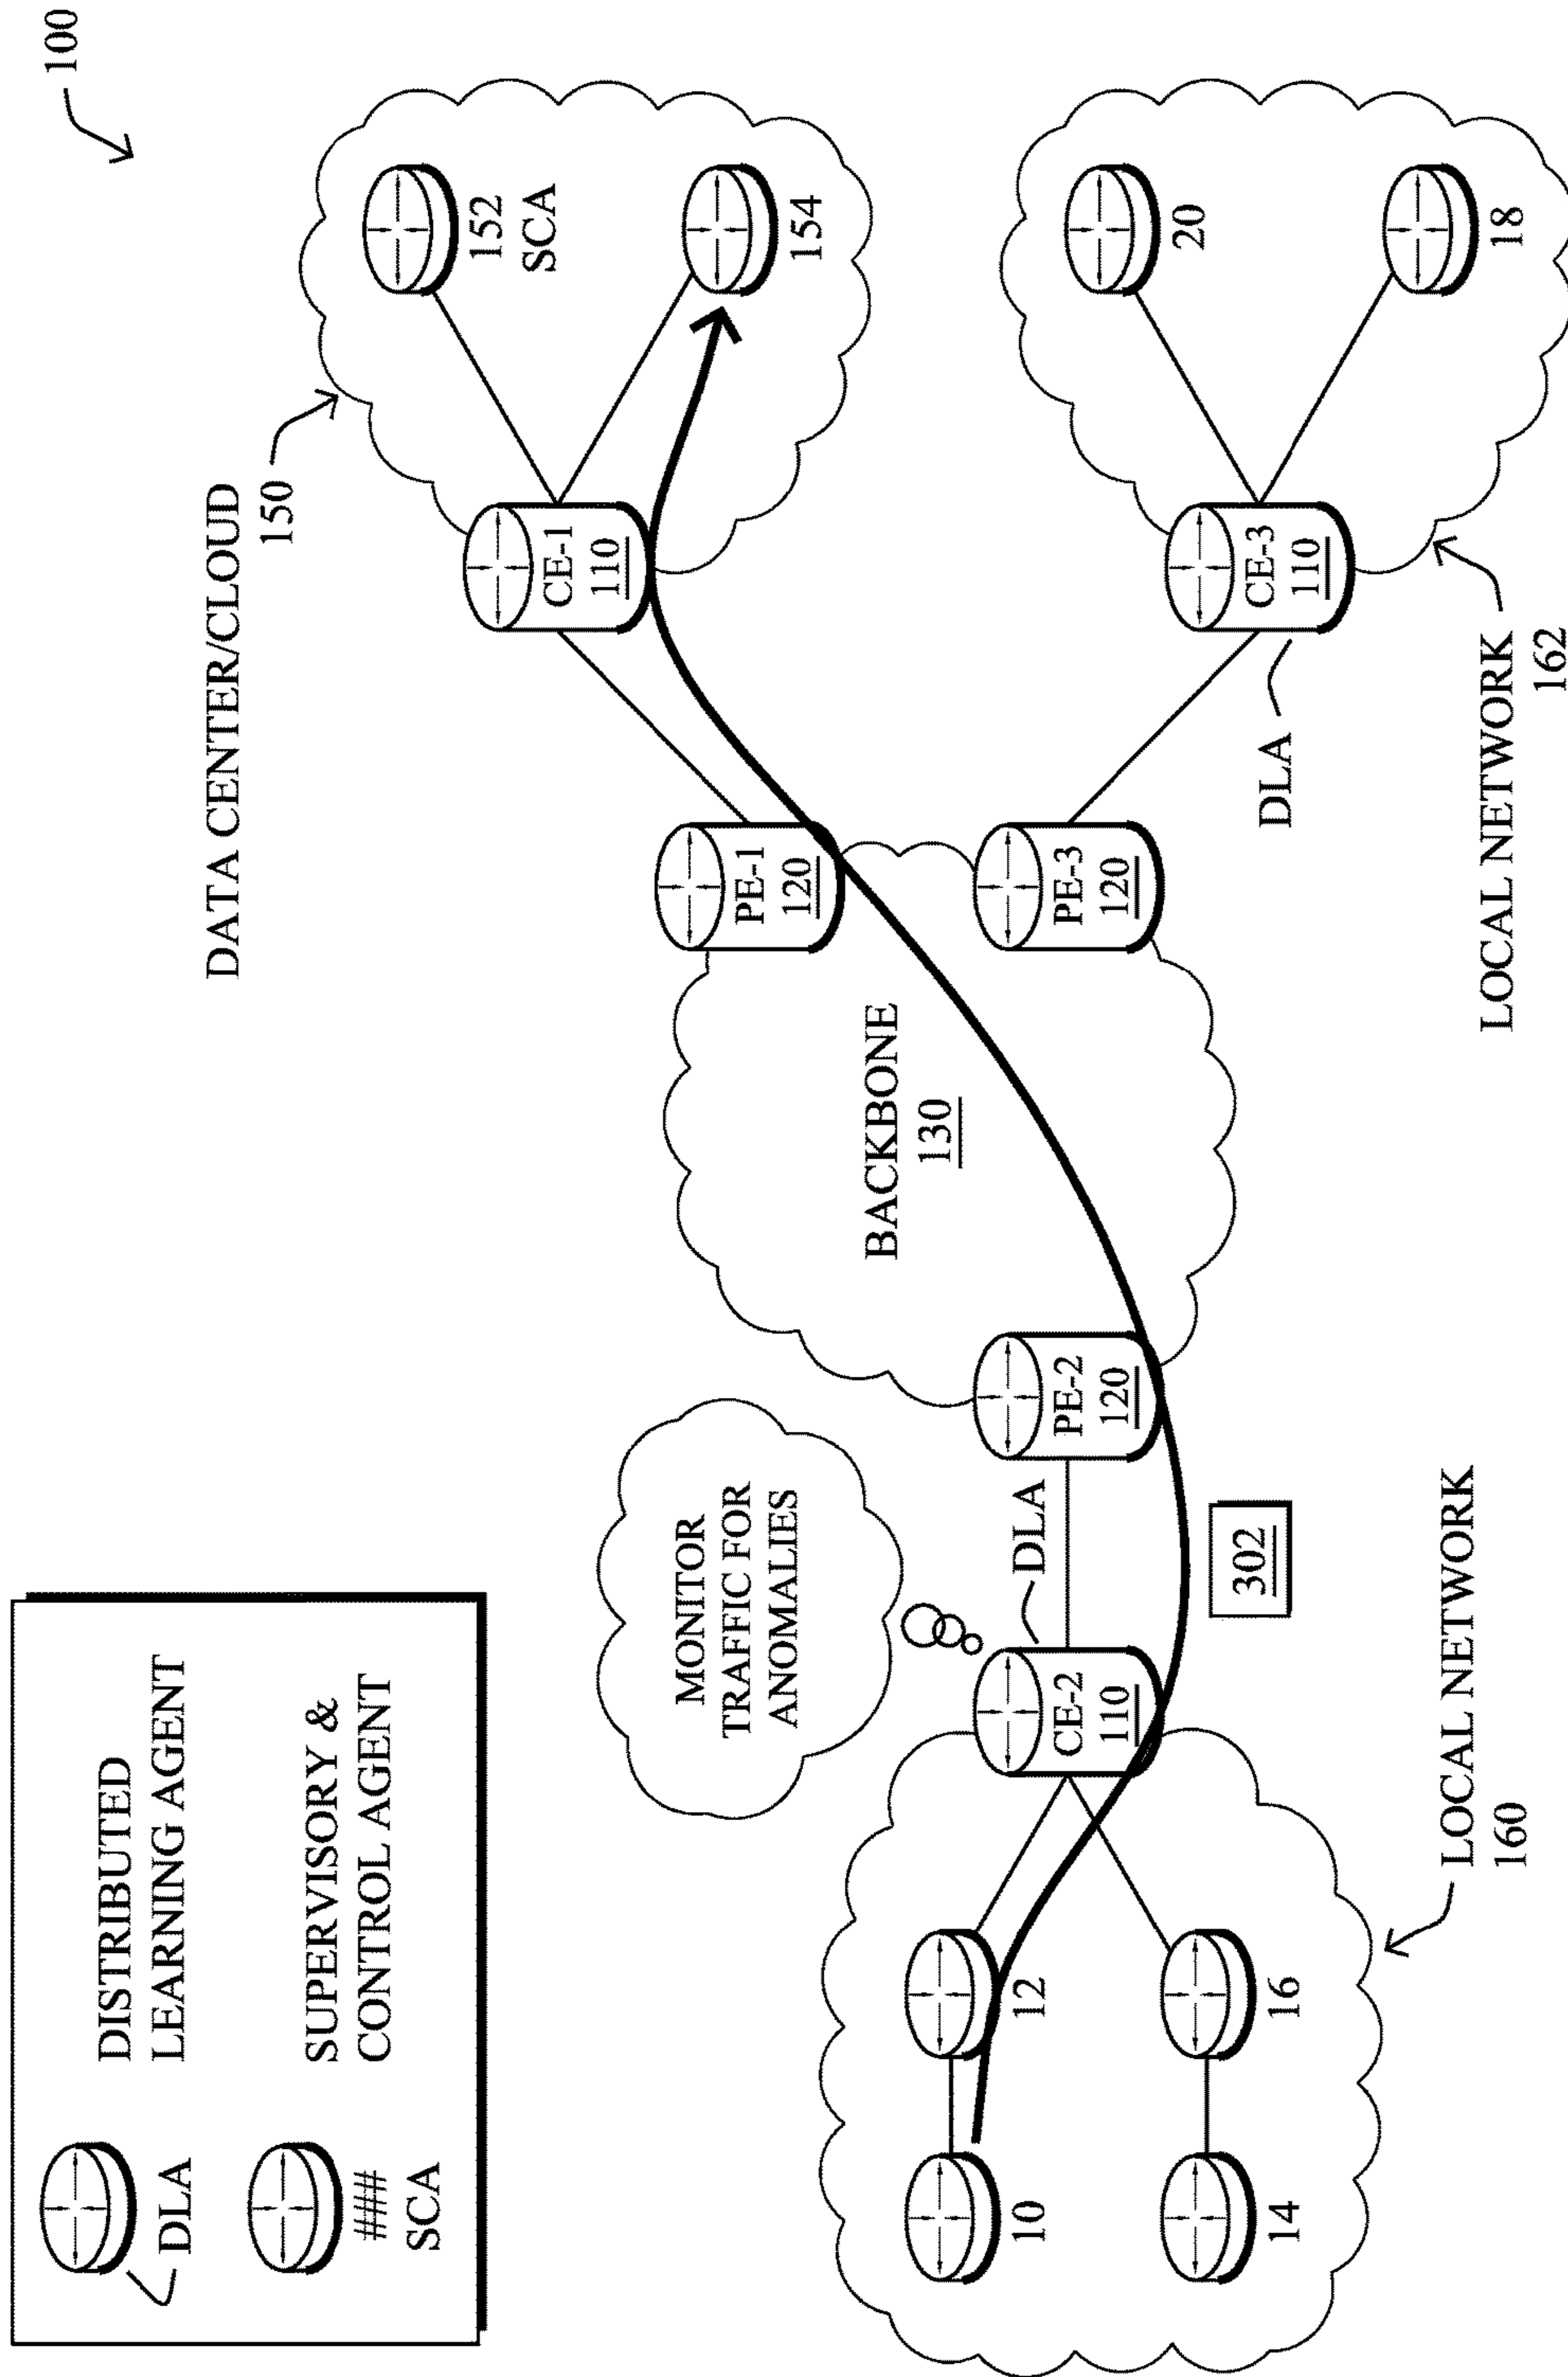 100
DISTRIBUTED
LEARNING AGENT
DLA
SUPERVISORY &
CONTROL AGENT
###
SCA
DATA CENTER/CLOUD
150
152
SCA
154
CE-1
110
PE-1
120
BACKBONE
130
MONITOR
TRAFFIC FOR
ANOMALIES
PE-2
120
PE-3
120
DLA
CE-2
110
302
10
12
14
16
LOCAL NETWORK
160
CE-3
110
DLA
20
18
LOCAL NETWORK
162